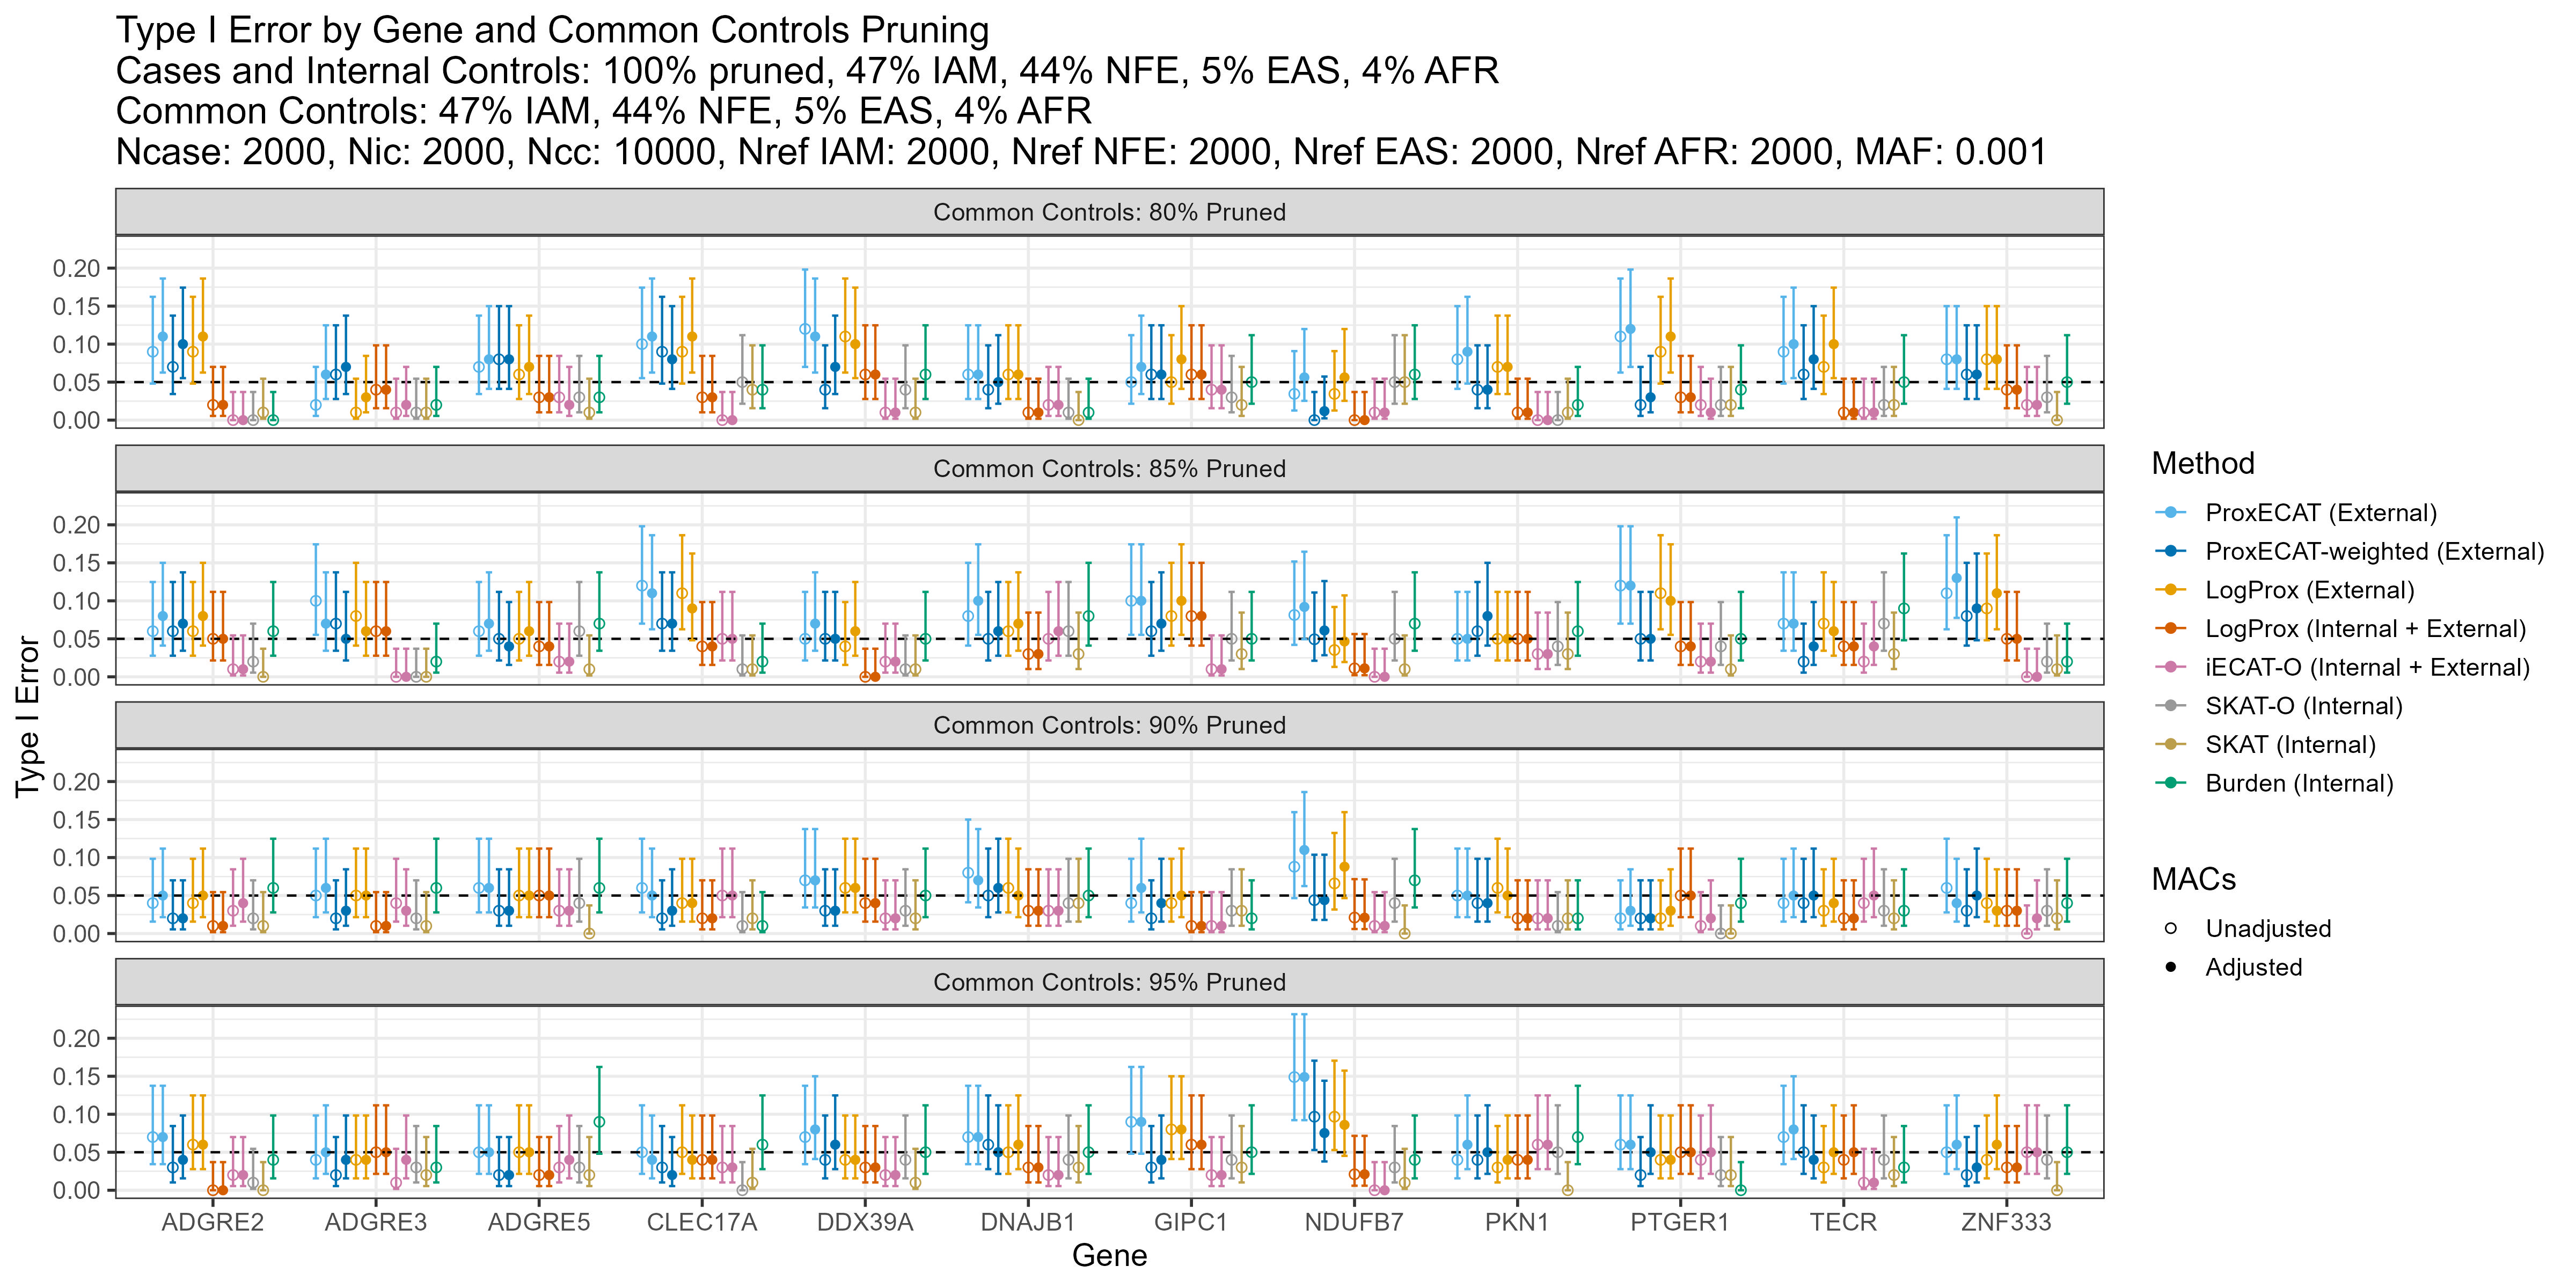 Type I Error by Gene and Common Controls Pruning
Cases and Internal Controls: 100% pruned, 47% IAM, 44% NFE, 5% EAS, 4% AFR
Common Controls: 47% IAM, 44% NFE, 5% EAS, 4% AFR
Ncase: 2000, Nic: 2000, Ncc: 10000, Nref IAM: 2000, Nref NFE: 2000, Nref EAS: 2000, Nref AFR: 2000, MAF: 0.001
Type I Error
Common Controls: 80% Pruned
0.20
0.15
0.10
0.05
0.00
Common Controls: 85% Pruned
0.20
0.15
0.10
0.05
0.00
Common Controls: 90% Pruned
0.20
0.15
0.10
0.05
0.00
Common Controls: 95% Pruned
0.20
0.15
0.10
0.05
0.00
ADGRE2 ADGRE3 ADGRE5 CLEC17A DDX39A DNAJB1 GIPC1 NDUFB7 PKN1 PTGER1 TECR ZNF333
Gene
Method
ProxECAT (External)
ProxECAT-weighted (External)
LogProx (External)
LogProx (Internal + External)
iECAT-O (Internal + External)
SKAT-O (Internal)
SKAT (Internal)
Burden (Internal)
MACs
Unadjusted
Adjusted